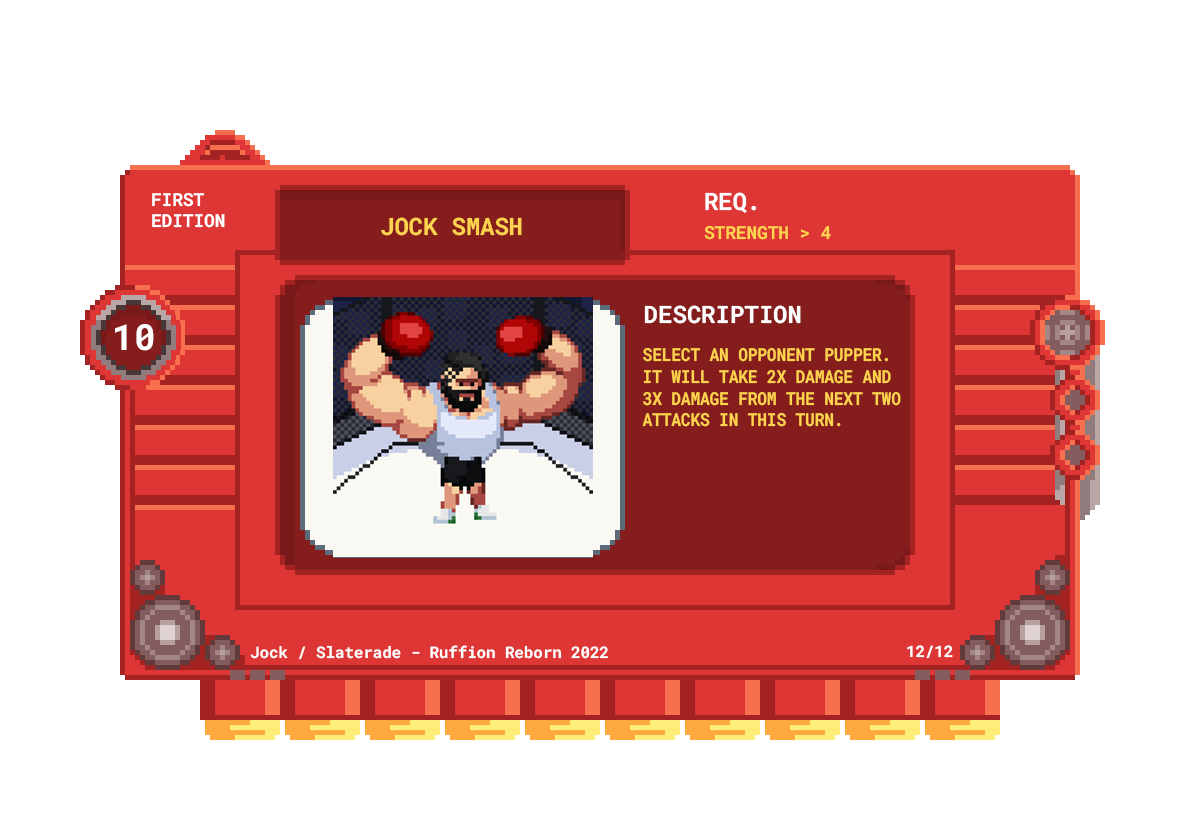 FIRST
EDITION
JOCK SMASH
REQ.
STRENGTH > 4
10
DESCRIPTION
SELECT AN OPPONENT PUPPER.
IT WILL TAKE 2X DAMAGE AND
3X DAMAGE FROM THE NEXT TWO
ATTACKS IN THIS TURN.
Jock / Slaterade - Ruffion Reborn 2022
12/12